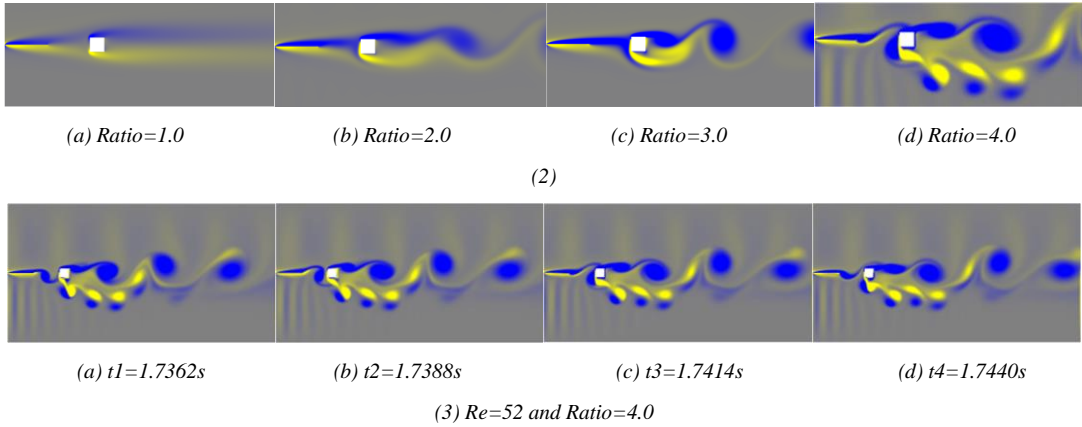 (a) Ratio=1.0 (b) Ratio=2.0 (c) Ratio=3.0 (d) Ratio=4.0
(2)
(a) t1=1.7362s (b) t2=1.7388s (c) t3=1.7414s (d) t4=1.7440s
(3) Re=52 and Ratio=4.0